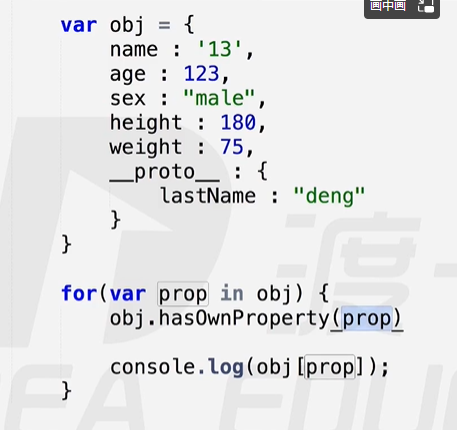 画中画
var obj = {
    name : '13',
    age : 123,
    sex : "male",
    height : 180,
    weight : 75,
    __proto__ : {
        lastName : "deng"
    }
}
for(var prop in obj) {
    obj.hasOwnProperty(prop)
    console.log(obj[prop]);
}